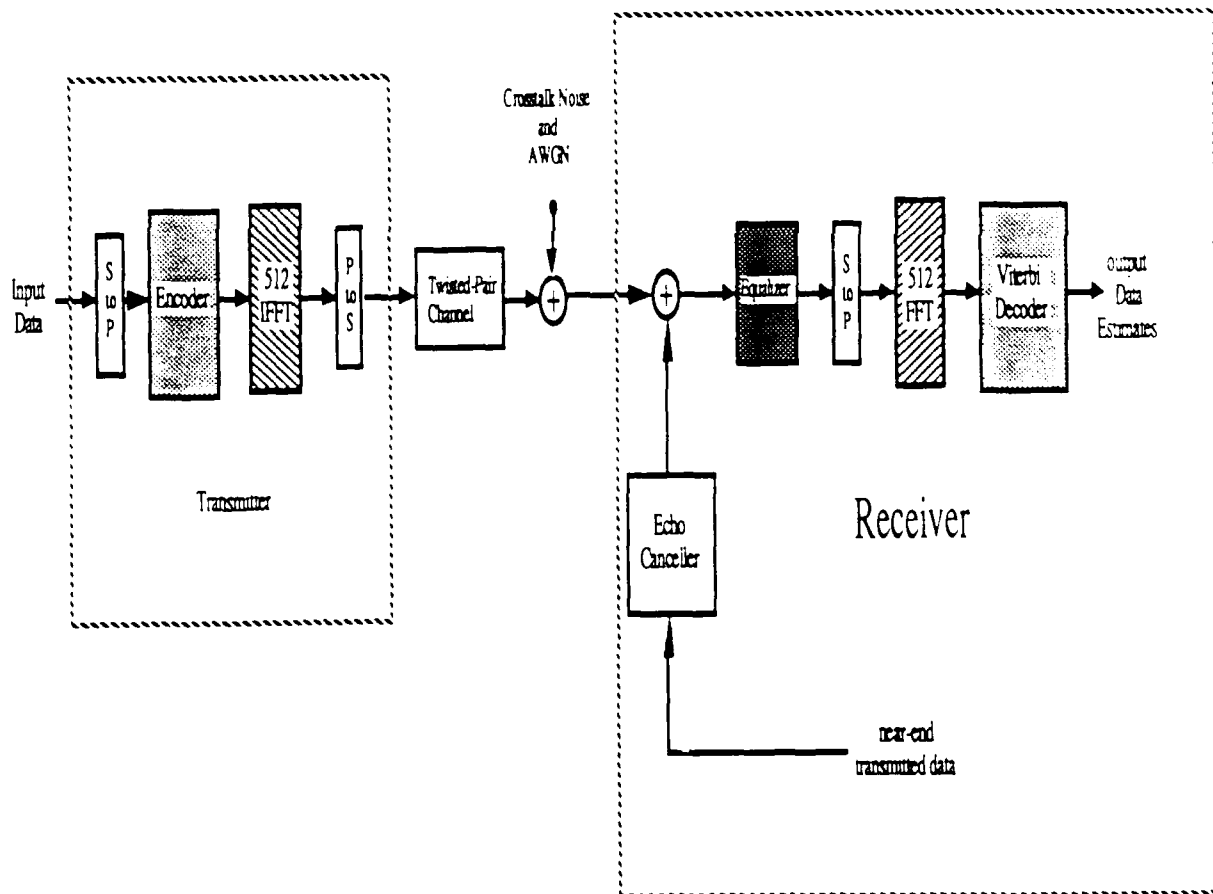 Crosstalk Noise
and
AWGN
Input
Data
S
to
P
Encoder
512
IFFT
P
to
S
Twisted-Pair
Channel
+
+
Equalizer
S
to
P
512
FFT
Viterbi
Decoder
output
Data
Estimates
Transmitter
Echo
Canceller
Receiver
near-end
transmitted data